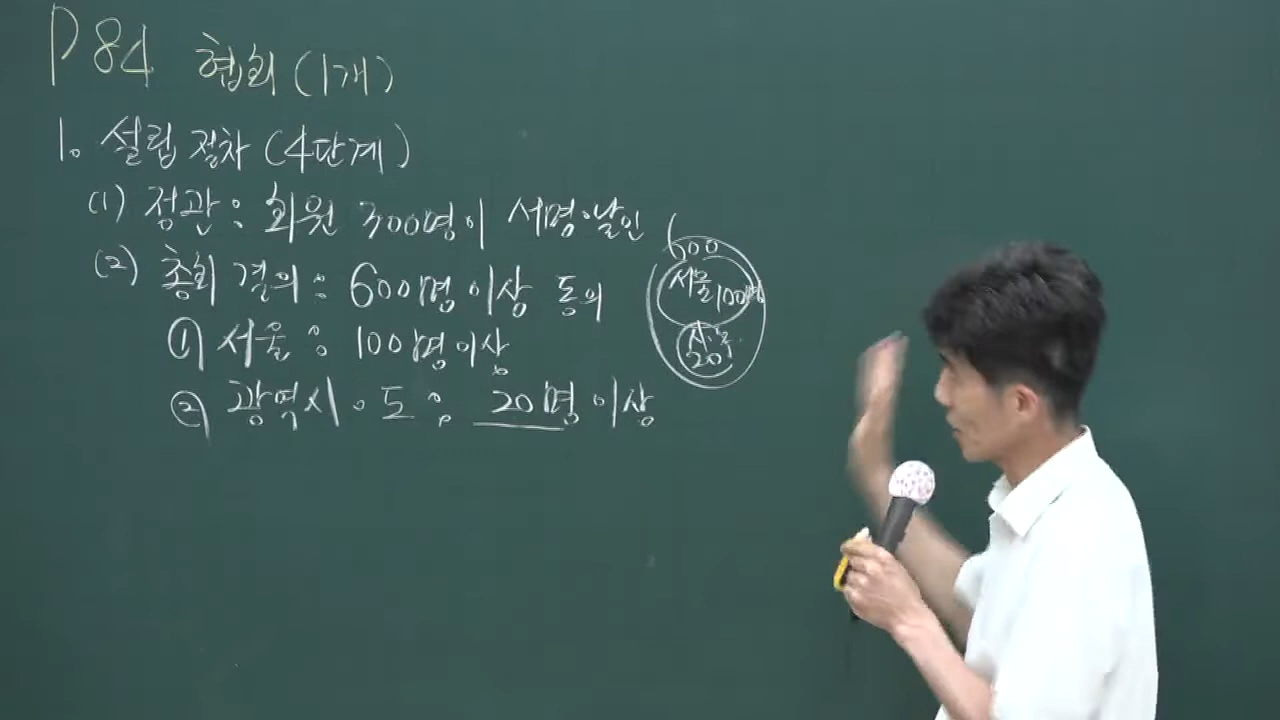 P84 협회 (1개)
1. 설립 절차 (4단계)
(1) 정관 : 회원 300명이 서명·날인
(2) 총회 결의 : 600명 이상 동의
① 서울 : 100명 이상
② 광역시·도 : 20명 이상
600
서울
100명
시·도
20